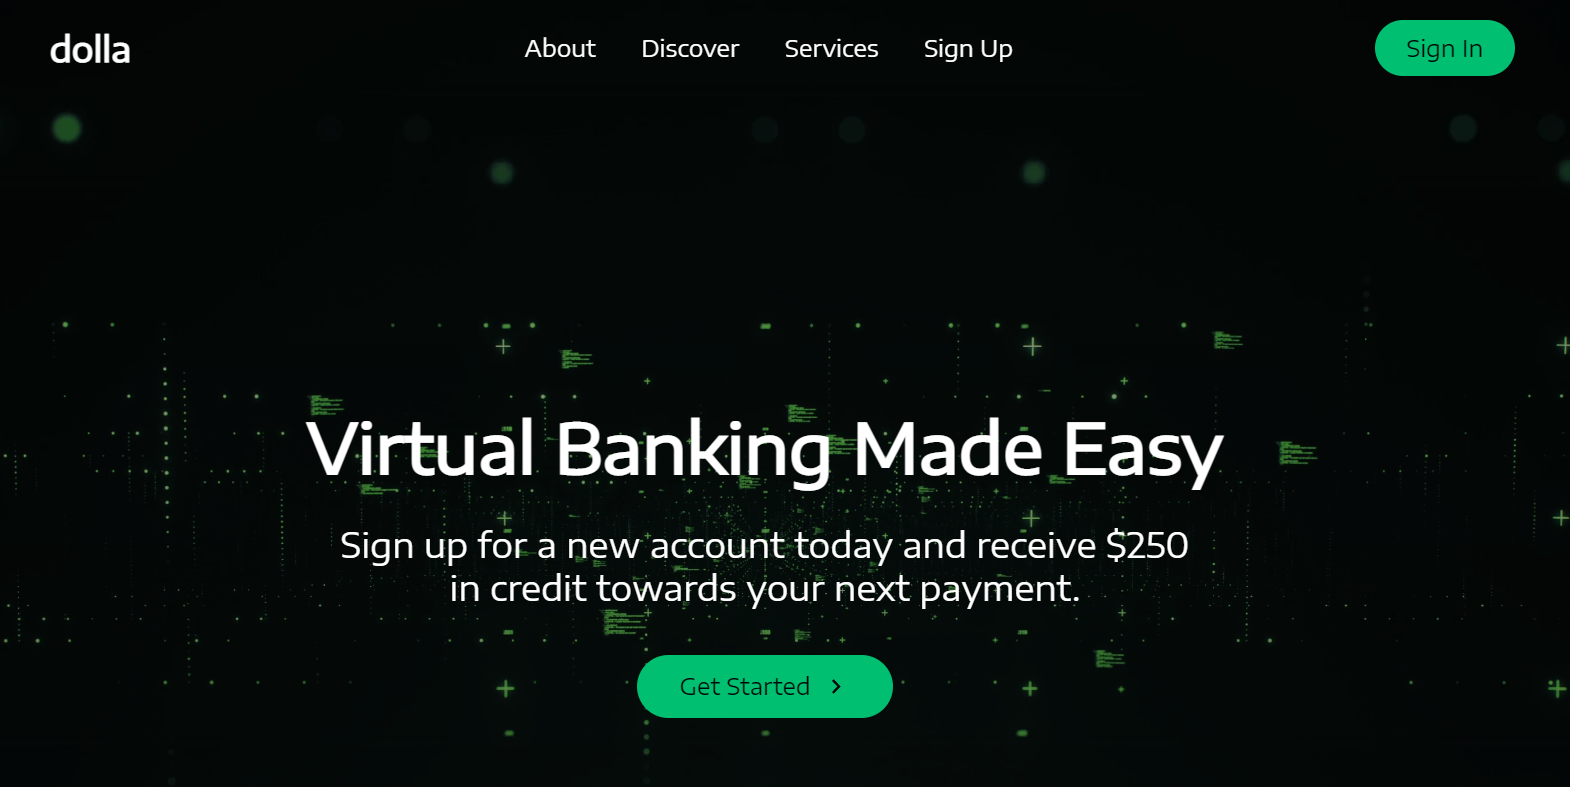 dolla
About
Discover
Services
Sign Up
Sign In
Virtual Banking Made Easy
Sign up for a new account today and receive $250
in credit towards your next payment.
Get Started